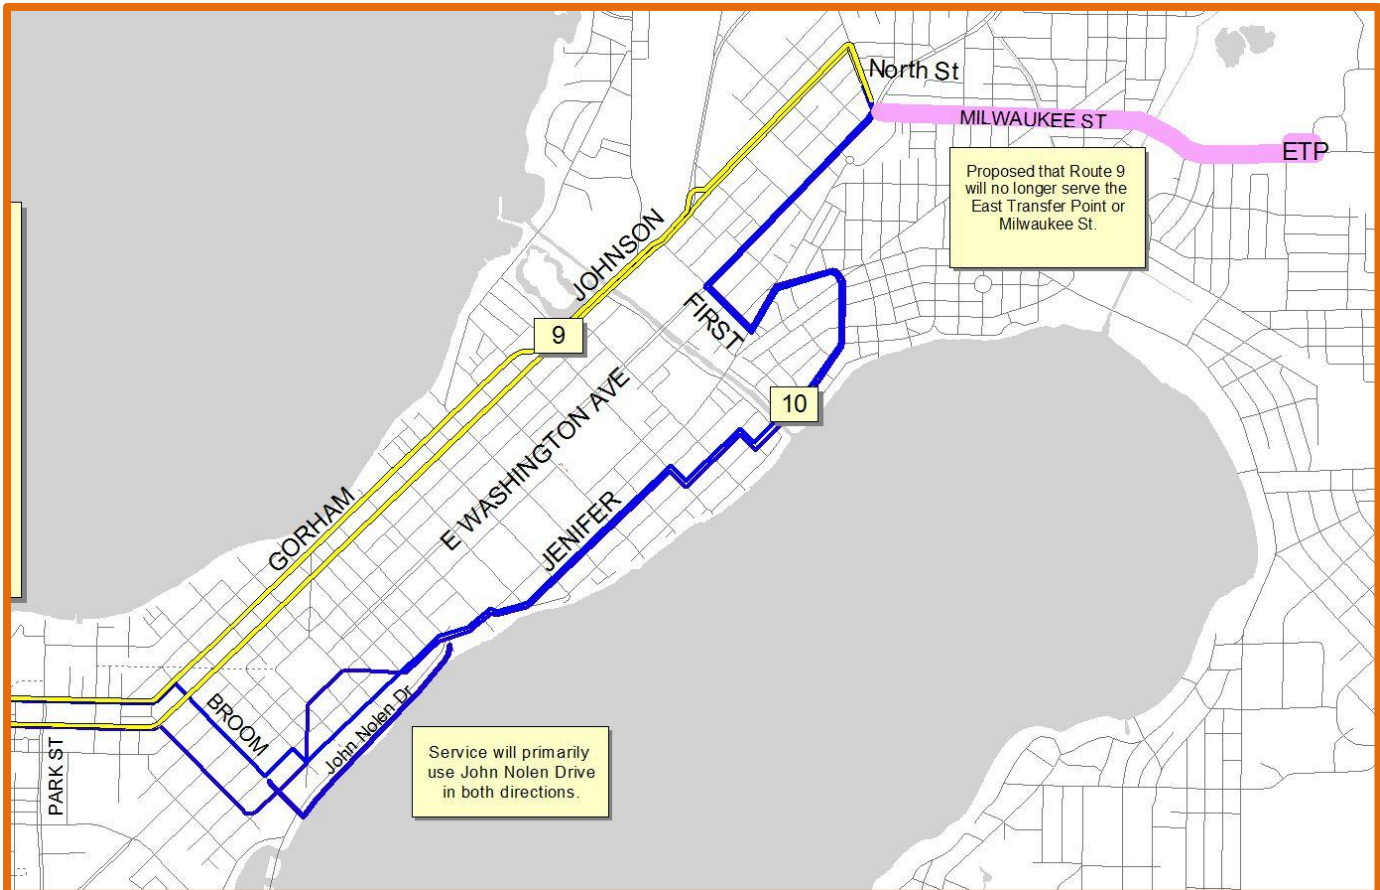 North St
MILWAUKEE ST
ETP
Proposed that Route 9
will no longer serve the
East Transfer Point or
Milwaukee St.
JOHNSON
9
FIRST
10
E WASHINGTON AVE
GORHAM
JENIFER
BROOM
John Nolen Dr
PARK ST
Service will primarily
use John Nolen Drive
in both directions.